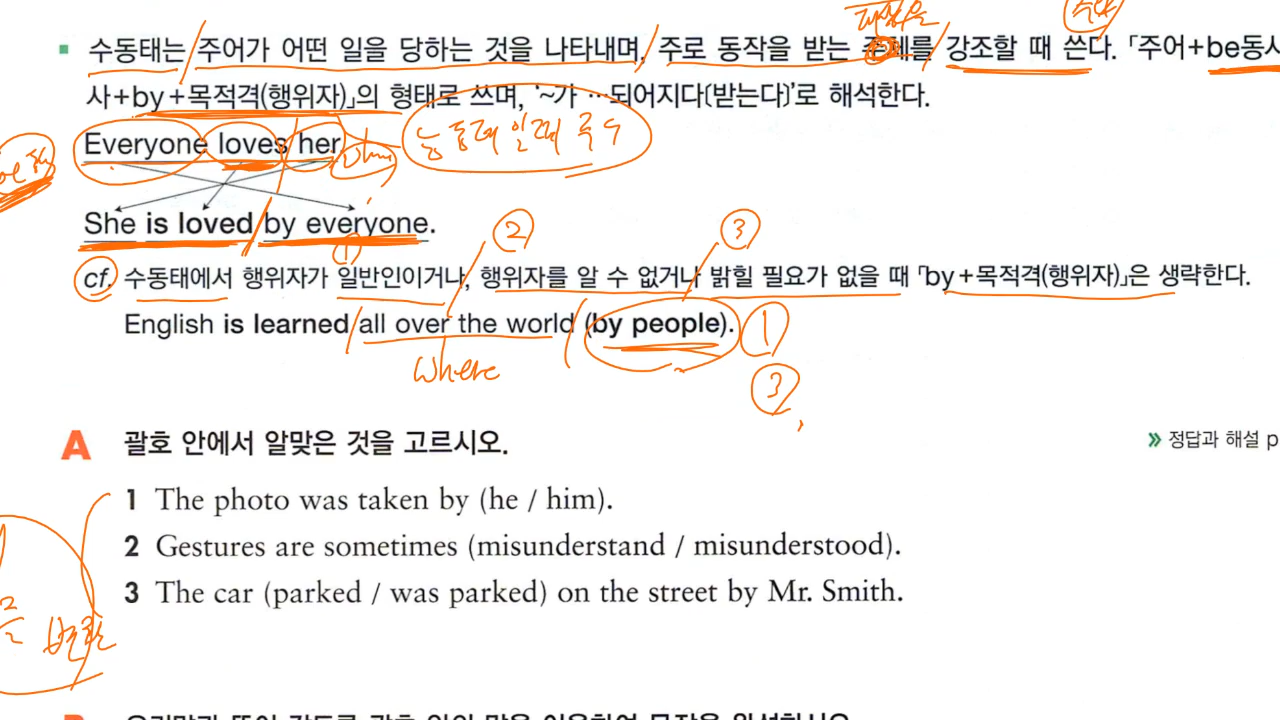 수동태는 주어가 어떤 일을 당하는 것을 나타내며, 주로 동작을 받는 를 강조할 때 쓴다. 「주어+be동사
사+by+목적격(행위자)」의 형태로 쓰며, '~가 …되어지다[받는다]'로 해석한다.
Everyone loves her
능동태 일때 목수
She is loved by everyone.
① ② ③
cf. 수동태에서 행위자가 일반인이거나, 행위자를 알 수 없거나 밝힐 필요가 없을 때 「by+목적격(행위자)」은 생략한다.
English is learned all over the world (by people). ①
where ③
A 괄호 안에서 알맞은 것을 고르시오.
» 정답과 해설 p
1 The photo was taken by (he / him).
2 Gestures are sometimes (misunderstand / misunderstood).
3 The car (parked / was parked) on the street by Mr. Smith.